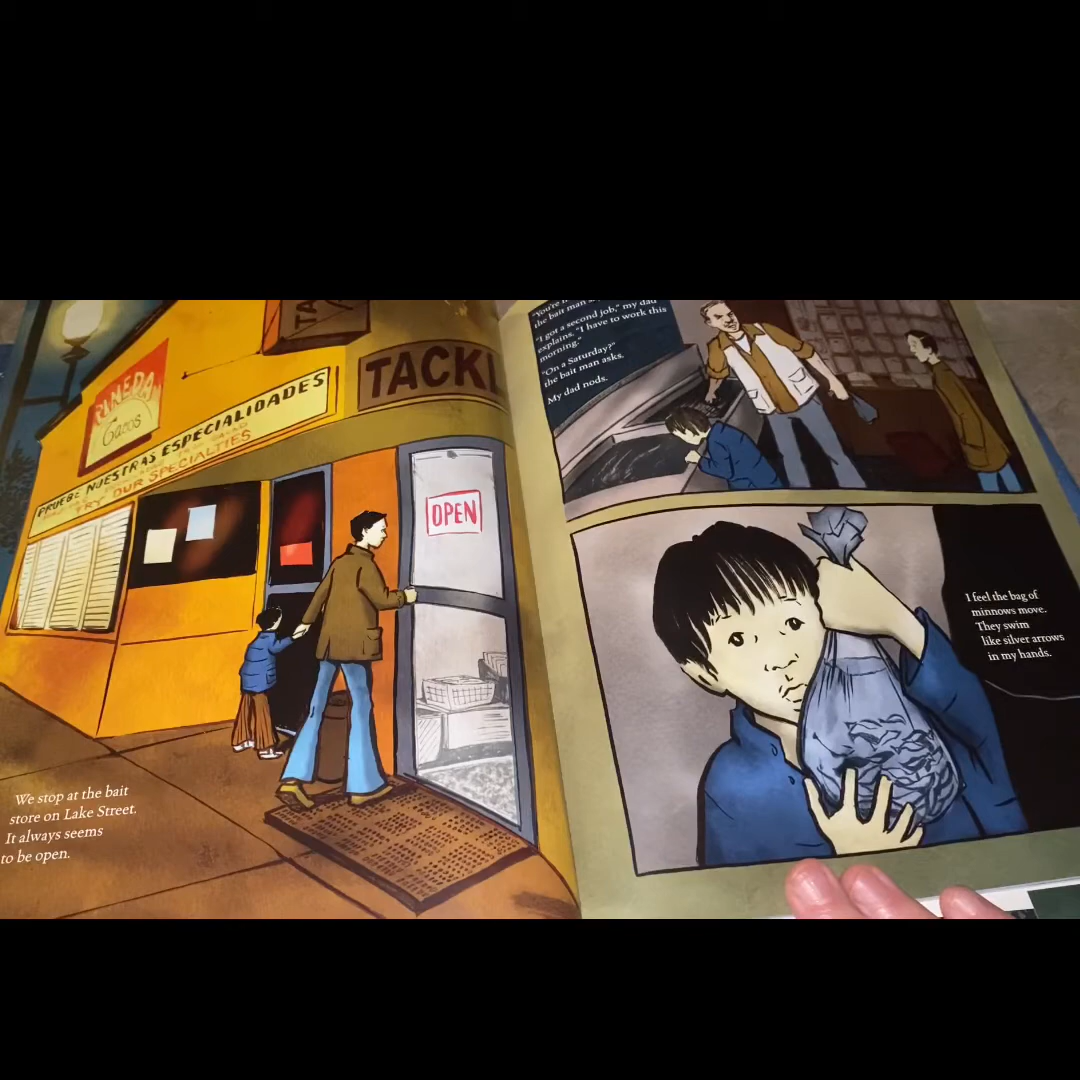 PINEDA
Tacos
PRUEBE NUESTRAS ESPECIALIDADES
TRY OUR SPECIALTIES
TA
TACKL
OPEN
We stop at the bait
store on Lake Street.
It always seems
to be open.
"You're
the bait man
"I got a second job," my dad
explains. "I have to work this
morning."
"On a Saturday?"
the bait man asks.
My dad nods.
I feel the bag of
minnows move.
They swim
like silver arrows
in my hands.